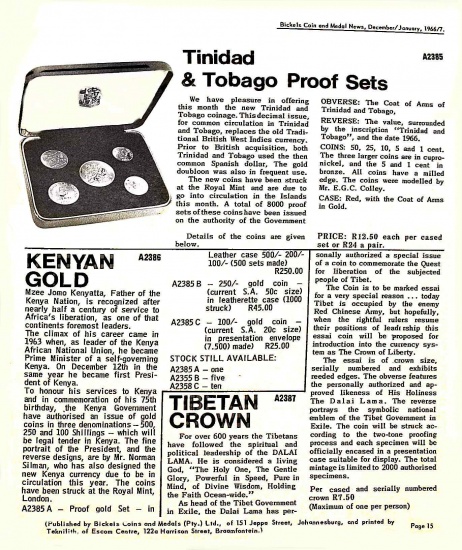 Bickels Coin and Medal News, December/January, 1966/7.
Trinidad
& Tobago Proof Sets
A2385
We have pleasure in offering
this month the new Trinidad and
Tobago coinage. This decimal issue,
for common circulation in Trinidad
and Tobago, replaces the old Tradi-
tional British West Indies currency.
Prior to British acquisition, both
Trinidad and Tobago used the then
common Spanish dollar, The gold
doubloon was also in frequent use.
The new coins have been struck
at the Royal Mint and are due to
go into circulation in the Islands
this month. A total of 8000 proof
sets of these coins have been issued
on the authority of the Government
Details of the coins are given
below.
OBVERSE: The Coat of Arms of
Trinidad and Tobago,
REVERSE: The value, surrounded
by the inscription "Trinidad and
Tobago", and the date 1966.
COINS: 50, 25, 10, 5 and 1 cent.
The three larger coins are in cupro-
nickel, and the 5 and 1 cent in
bronze. All coins have a milled
edge. The coins were modelled by
Mr. E.G.C. Colley.
CASE: Red, with the Coat of Arms
in Gold.
PRICE: R12.50 each per cased
set or R24 a pair.
KENYAN
GOLD
A2386
Mzee Jomo Kenyatta, Father of the
Kenya Nation, is recognized after
nearly half a century of service to
Africa's liberation, as one of that
continents foremost leaders.
The climax of his career came in
1963 when, as leader of the Kenya
African National Union, he became
Prime Minister of a self-governing
Kenya. On December 12th in the
same year he became first Presi-
dent of Kenya.
To honour his services to Kenya
and in commemoration of his 75th
birthday, the Kenya Government
have authorised an issue of gold
coins in three denominations – 500,
250 and 100 Shillings – which will
be legal tender in Kenya. The fine
portrait of the President, and the
reverse designs, are by Mr. Norman
Silman, who has also designed the
new Kenya currency due to be in
circulation this year. The coins
have been struck at the Royal Mint,
London.
A2385 A – Proof gold Set – in
Leather case 500/- 200/-
100/- (500 sets made)
R250.00
A2385 B – 250/- gold coin –
(current S.A. 50c size)
in leatherette case (1000
struck) R45.00
A2385 C – 100/- gold coin –
(current S.A. 20c size)
in presentation envelope
(7.500) made) R25.00
STOCK STILL AVAILABLE:
A2385 A – one
A2355 B – five
A2358 C – ten
TIBETAN
CROWN
A2387
For over 600 years the Tibetans
have followed the spiritual and
political leadership of the DALAI
LAMA. He is considered a living
God, "The Holy One, The Gentle
Glory, Powerful in Speed, Pure in
Mind, of Divine Wisdom, Holding
the Faith Ocean-wide."
As head of the Tibet Government
in Exile, the Dalai Lama has per-
sonally authorised a special issue
of a coin to commemorate the Quest
for liberation of the subjected
people of Tibet.
The Coin is to be marked essai
for a very special reason ... today
Tibet is occupied by the enemy
Red Chinese Army, but hopefully,
when the rightful rulers resume
their positions of leadership this
essai coin will be proposed for
introduction into the currency sys-
tem as The Crown of Liberty.
The essai is of crown size,
serially numbered and exhibits
reeded edges. The obverse features
the personally authorized and ap-
proved likeness of His Holiness
The Dalai Lama. The reverse
portrays the symbolic national
emblem of the Tibet Government in
Exile. The coin will be struck ac-
cording to the two-tone proofing
process and each specimen will be
officially encased in a presentation
case suitable for display. The total
mintage is limited to 2000 authorised
specimens.
Per cased and serially numbered
crown R7.50
(Maximum of one per person)
(Published by Bickels Coins and Medals (Pty.) Ltd., of 151 Jeppe Street, Johannesburg, and printed by
Teknilith, of Escom Centre, 122a Harrison Street, Braamfontein.)
Page 15